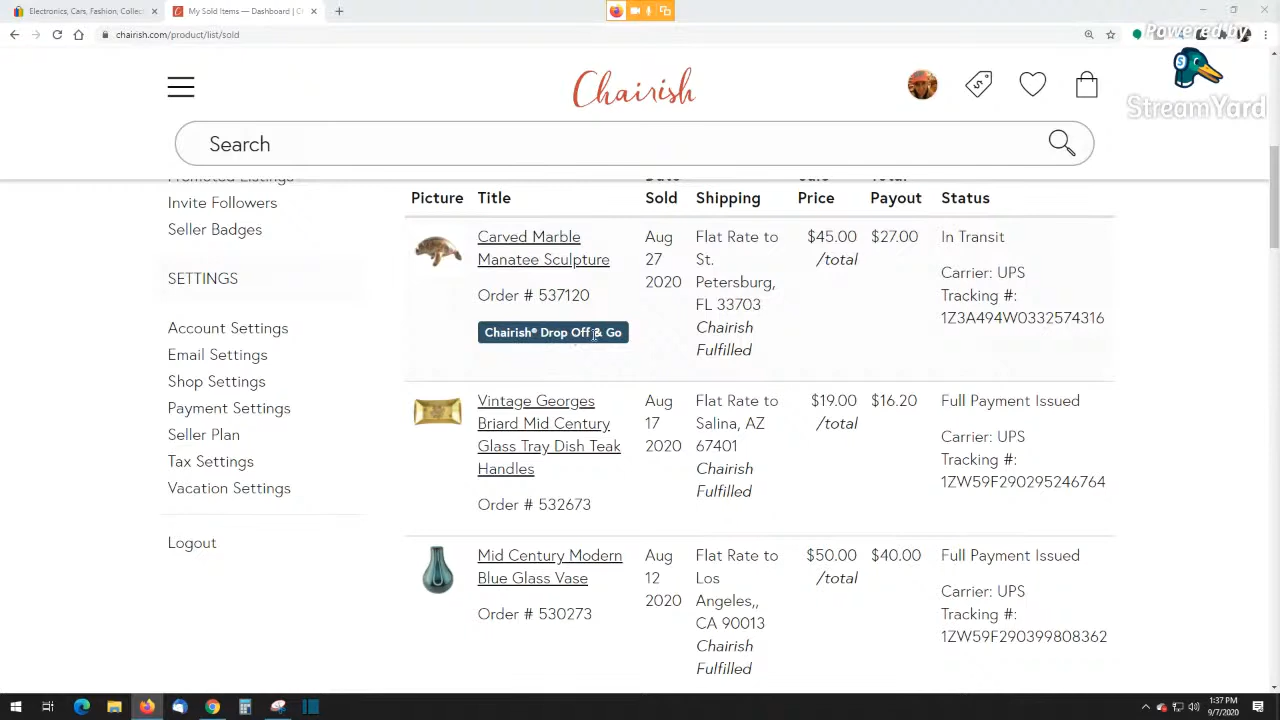 Electronics, Cars, Fashion, Collec
My Sold Items — Dashboard | C
chairish.com/product/list/sold
Powered by
StreamYard
Chairish
Search
Promoted Listings
Invite Followers
Seller Badges
SETTINGS
Account Settings
Email Settings
Shop Settings
Payment Settings
Seller Plan
Tax Settings
Vacation Settings
Logout
Picture Title Date Sold Shipping Sale Price Total Payout Status
Carved Marble
Manatee Sculpture
Order # 537120
Chairish® Drop Off & Go
Aug
27
2020
Flat Rate to
St.
Petersburg,
FL 33703
Chairish
Fulfilled
$45.00
/total
$27.00
In Transit
Carrier: UPS
Tracking #:
1Z3A494W0332574316
Vintage Georges
Briard Mid Century
Glass Tray Dish Teak
Handles
Order # 532673
Aug
17
2020
Flat Rate to
Salina, AZ
67401
Chairish
Fulfilled
$19.00
/total
$16.20
Full Payment Issued
Carrier: UPS
Tracking #:
1ZW59F290295246764
Mid Century Modern
Blue Glass Vase
Order # 530273
Aug
12
2020
Flat Rate to
Los
Angeles,,
CA 90013
Chairish
Fulfilled
$50.00
/total
$40.00
Full Payment Issued
Carrier: UPS
Tracking #:
1ZW59F290399808362
1:37 PM
9/7/2020